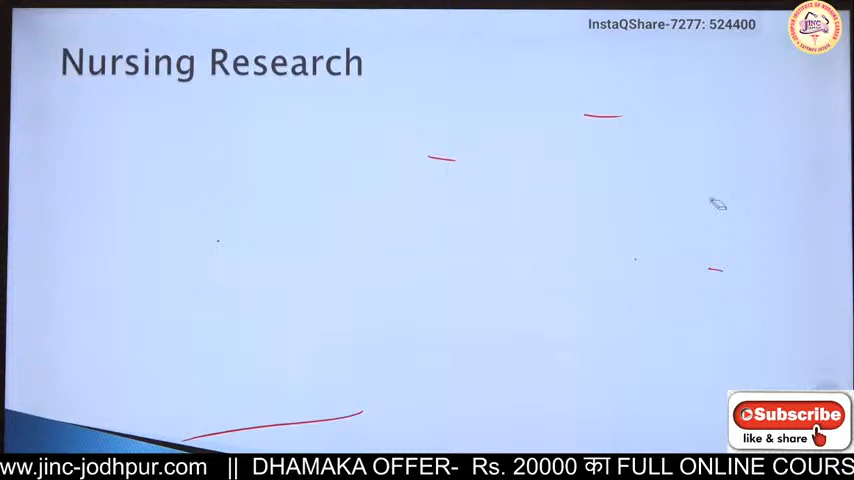 InstaQShare-7277: 524400
JINC
Nursing Research
Subscribe
like & share
www.jinc-jodhpur.com || DHAMAKA OFFER- Rs. 20000 का FULL ONLINE COURS